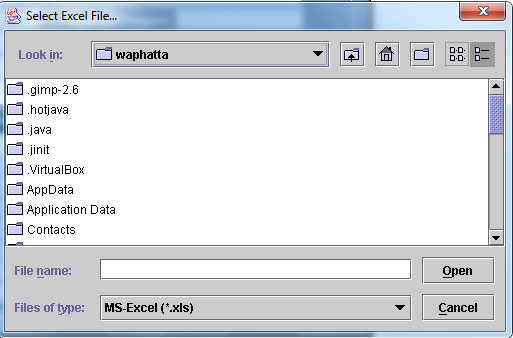 Select Excel File...
Look in: waphatta
.gimp-2.6
.hotjava
.java
.jinit
.VirtualBox
AppData
Application Data
Contacts
File name: Open
Files of type: MS-Excel (*.xls) Cancel